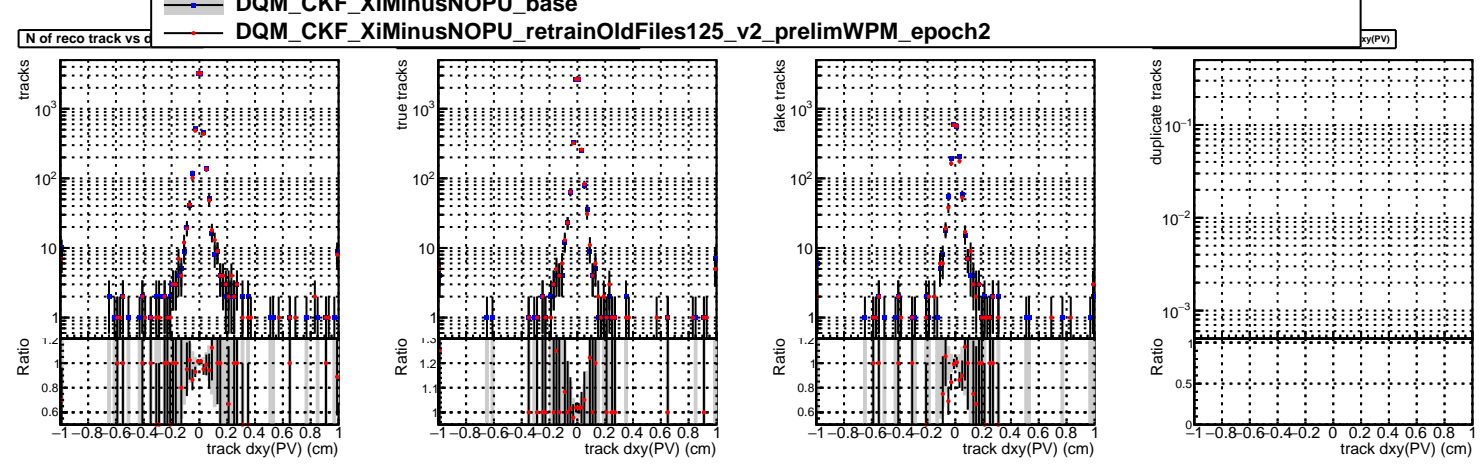 DQM_CKF_XiMinusNOPU_base
DQM_CKF_XiMinusNOPU_retrainOldFiles125_v2_prelimWPM_epoch2
N of reco track vs d
xy(PV)
tracks
10³
10²
10
1
Ratio
1.2
1
0.8
0.6
−1 −0.8 −0.6 −0.4 −0.2 0 0.2 0.4 0.6 0.8 1
track dxy(PV) (cm)
true tracks
10³
10²
10
1
Ratio
1.3
1.2
1.1
1
−1 −0.8 −0.6 −0.4 −0.2 0 0.2 0.4 0.6 0.8 1
track dxy(PV) (cm)
fake tracks
10³
10²
10
1
Ratio
1.2
1
0.8
0.6
−1 −0.8 −0.6 −0.4 −0.2 0 0.2 0.4 0.6 0.8 1
track dxy(PV) (cm)
duplicate tracks
10⁻¹
10⁻²
10⁻³
Ratio
1
0.5
0
−1 −0.8 −0.6 −0.4 −0.2 0 0.2 0.4 0.6 0.8 1
track dxy(PV) (cm)